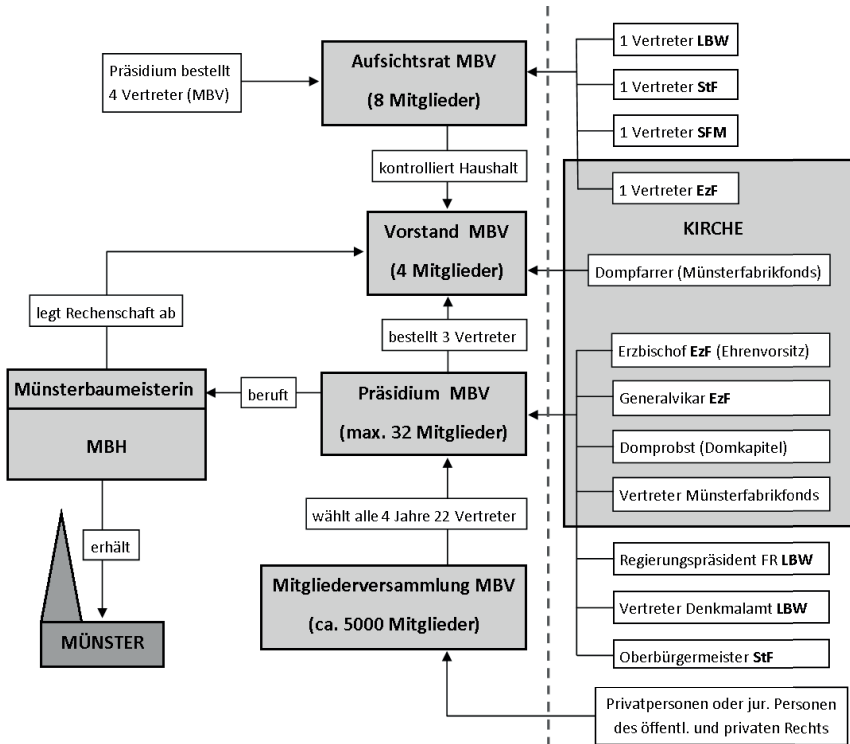 Präsidium bestellt
4 Vertreter (MBV)
Aufsichtsrat MBV
(8 Mitglieder)
1 Vertreter LBW
1 Vertreter StF
1 Vertreter SFM
1 Vertreter EzF
kontrolliert Haushalt
KIRCHE
Vorstand MBV
(4 Mitglieder)
Dompfarrer (Münsterfabrikfonds)
legt Rechenschaft ab
bestellt 3 Vertreter
Erzbischof EzF (Ehrenvorsitz)
Münsterbaumeisterin
MBH
beruft
Präsidium MBV
(max. 32 Mitglieder)
Generalvikar EzF
Domprobst (Domkapitel)
Vertreter Münsterfabrikfonds
wählt alle 4 Jahre 22 Vertreter
erhält
Regierungspräsident FR LBW
Mitgliederversammlung MBV
(ca. 5000 Mitglieder)
Vertreter Denkmalamt LBW
MÜNSTER
Oberbürgermeister StF
Privatpersonen oder jur. Personen
des öffentl. und privaten Rechts